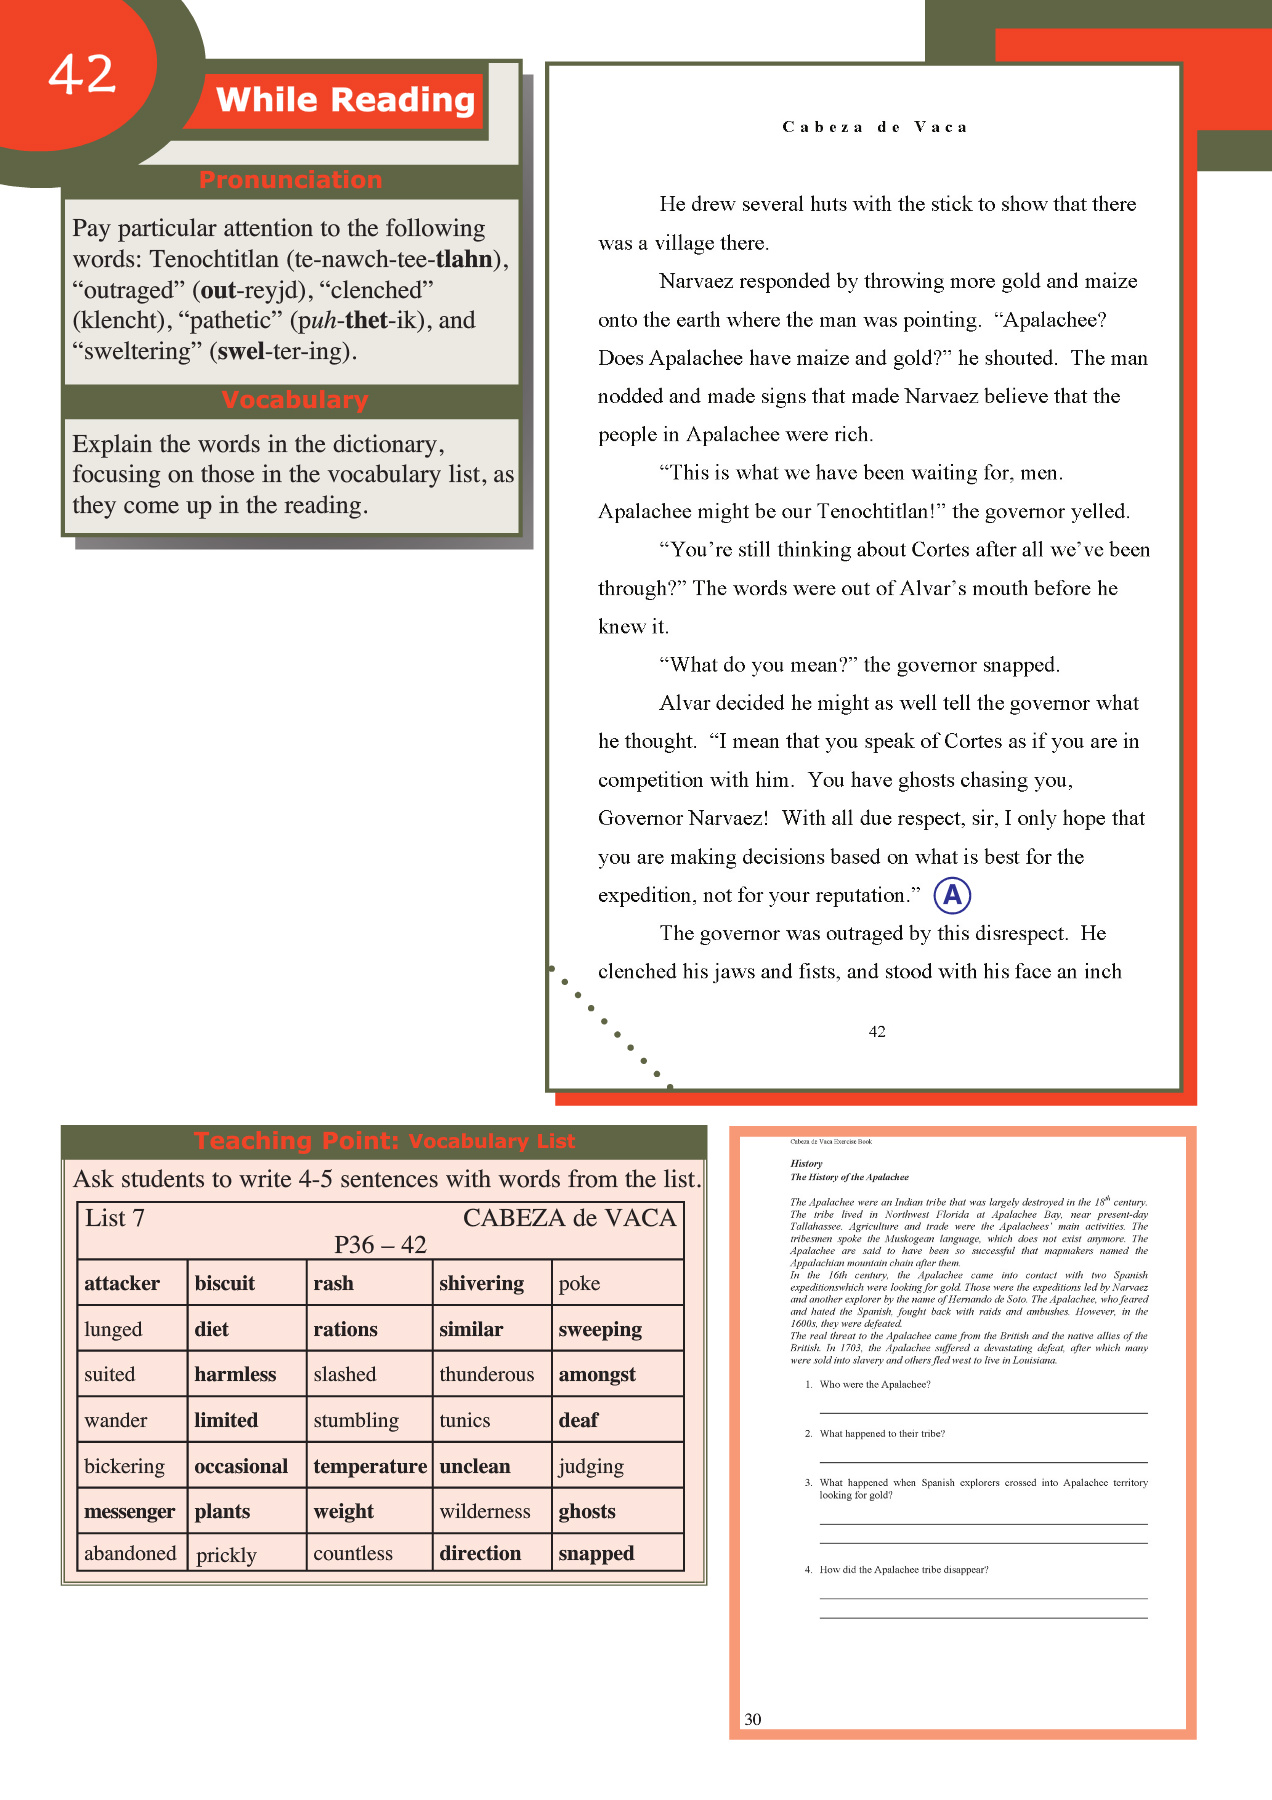 42
While Reading
Pronunciation
Pay particular attention to the following
words: Tenochtitlan (te-nawch-tee-tlahn),
“outraged” (out-reyjd), “clenched”
(klencht), “pathetic” (puh-thet-ik), and
“sweltering” (swel-ter-ing).
Vocabulary
Explain the words in the dictionary,
focusing on those in the vocabulary list, as
they come up in the reading.
Cabeza de Vaca
He drew several huts with the stick to show that there
was a village there.
Narvaez responded by throwing more gold and maize
onto the earth where the man was pointing. “Apalachee?
Does Apalachee have maize and gold?” he shouted. The man
nodded and made signs that made Narvaez believe that the
people in Apalachee were rich.
“This is what we have been waiting for, men.
Apalachee might be our Tenochtitlan!” the governor yelled.
“You’re still thinking about Cortes after all we’ve been
through?” The words were out of Alvar’s mouth before he
knew it.
“What do you mean?” the governor snapped.
Alvar decided he might as well tell the governor what
he thought. “I mean that you speak of Cortes as if you are in
competition with him. You have ghosts chasing you,
Governor Narvaez! With all due respect, sir, I only hope that
you are making decisions based on what is best for the
expedition, not for your reputation.” A
The governor was outraged by this disrespect. He
clenched his jaws and fists, and stood with his face an inch
42
Teaching Point: Vocabulary List
Ask students to write 4-5 sentences with words from the list.
List 7 CABEZA de VACA
P36 – 42
attacker biscuit rash shivering poke
lunged diet rations similar sweeping
suited harmless slashed thunderous amongst
wander limited stumbling tunics deaf
bickering occasional temperature unclean judging
messenger plants weight wilderness ghosts
abandoned prickly countless direction snapped
Cabeza de Vaca Exercise Book
History
The History of the Apalachee
The Apalachee were an Indian tribe that was largely destroyed in the 18th century.
The tribe lived in Northwest Florida at Apalachee Bay, near present-day
Tallahassee. Agriculture and trade were the Apalachees’ main activities. The
tribesmen spoke the Muskogean language, which does not exist anymore. The
Apalachee are said to have been so successful that mapmakers named the
Appalachian mountain chain after them.
In the 16th century, the Apalachee came into contact with two Spanish
expeditionswhich were looking for gold. Those were the expeditions led by Narvaez
and another explorer by the name of Hernando de Soto. The Apalachee, who feared
and hated the Spanish, fought back with raids and ambushes. However, in the
1600s, they were defeated.
The real threat to the Apalachee came from the British and the native allies of the
British. In 1703, the Apalachee suffered a devastating defeat, after which many
were sold into slavery and others fled west to live in Louisiana.
1. Who were the Apalachee?
2. What happened to their tribe?
3. What happened when Spanish explorers crossed into Apalachee territory
looking for gold?
4. How did the Apalachee tribe disappear?
30